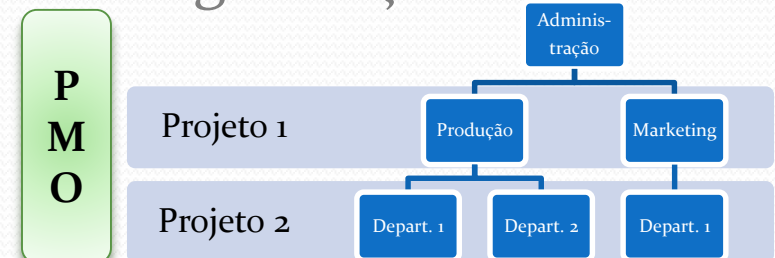 Adminis-
tração
P
M
O
Projeto 1
Produção
Marketing
Projeto 2
Depart. 1
Depart. 2
Depart. 1